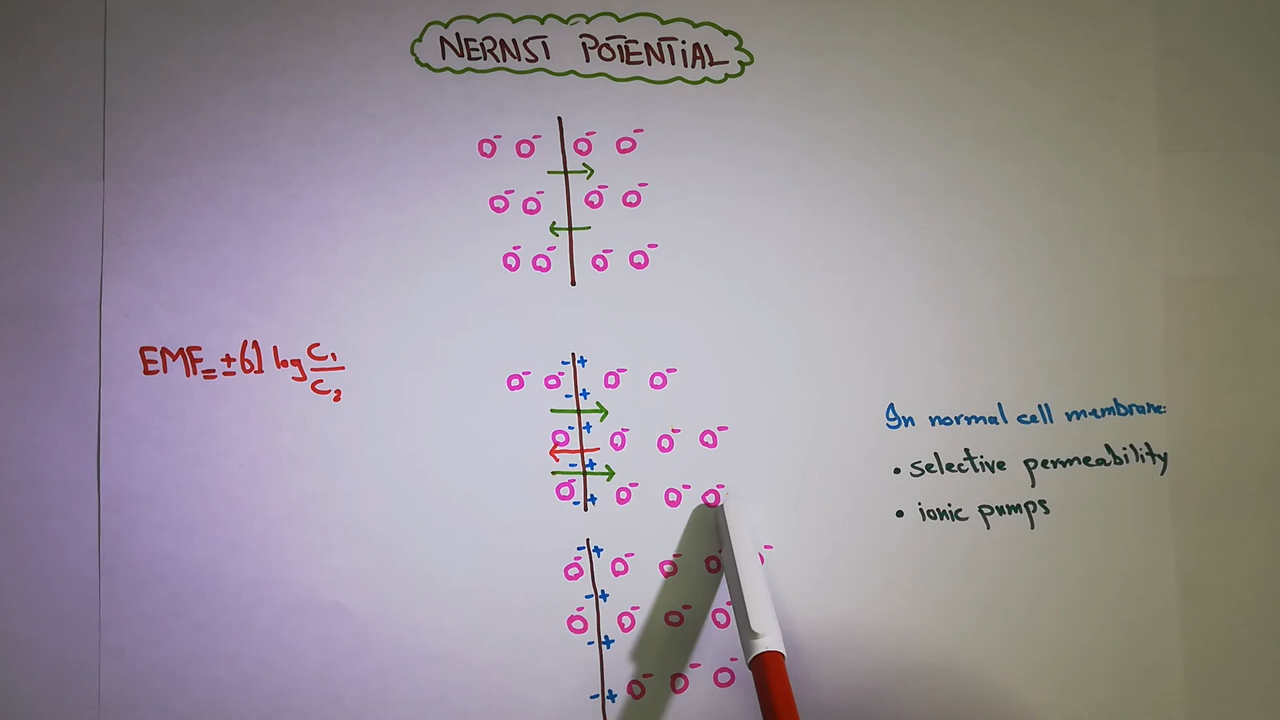 NERNST POTENTIAL
O⁻ O⁻ O⁻ O⁻
O⁻ O⁻ O⁻ O⁻
O⁻ O⁻ O⁻ O⁻
EMF=±61 log C₁/C₂
- +
O⁻ O⁻ O⁻ O⁻
- +
- +
O⁻ O⁻ O⁻ O⁻
- +
O⁻ O⁻ O⁻ O⁻
- +
In normal cell membrane:
• selective permeability
• ionic pumps
- +
O⁻ O⁻ O⁻ O⁻
- +
O⁻ O⁻ O⁻ O⁻
- +
O⁻ O⁻ O⁻
- +